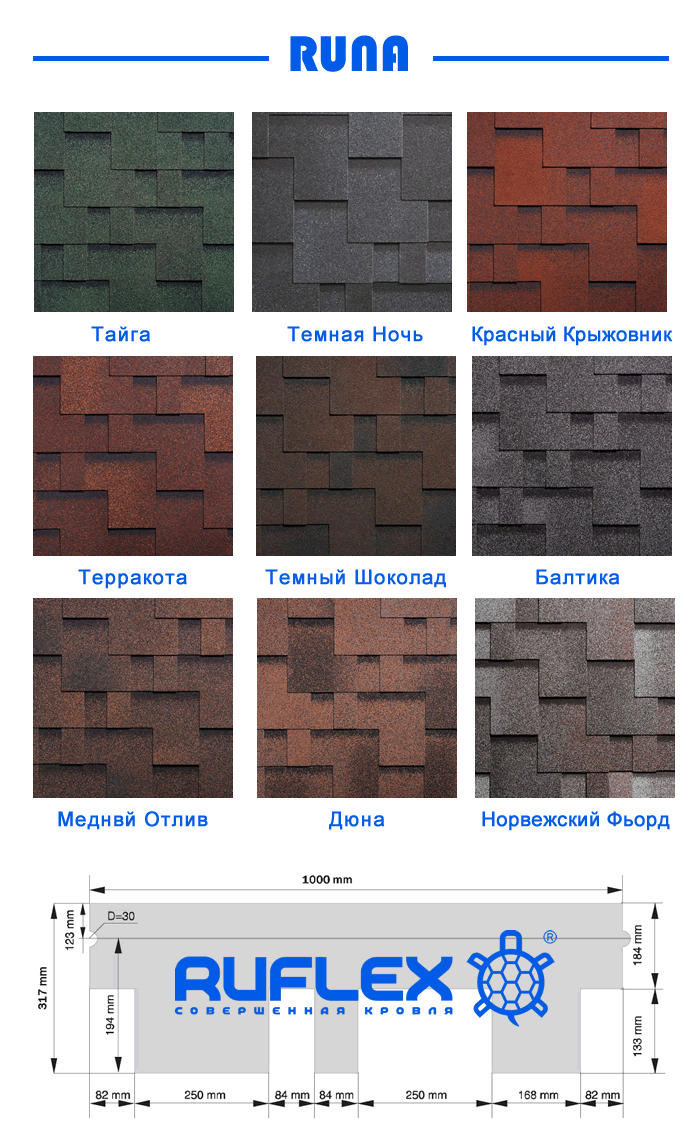 RUNA
Тайга
Темная Ночь
Красный Крыжовник
Терракота
Темный Шоколад
Балтика
Меднвй Отлив
Дюна
Норвежский Фьорд
1000 mm
D=30
123 mm
184 mm
317 mm
194 mm
RUFLEX ®
СОВЕРШЕННАЯ КРОВЛЯ
133 mm
82 mm 250 mm 84 mm 84 mm 250 mm 168 mm 82 mm